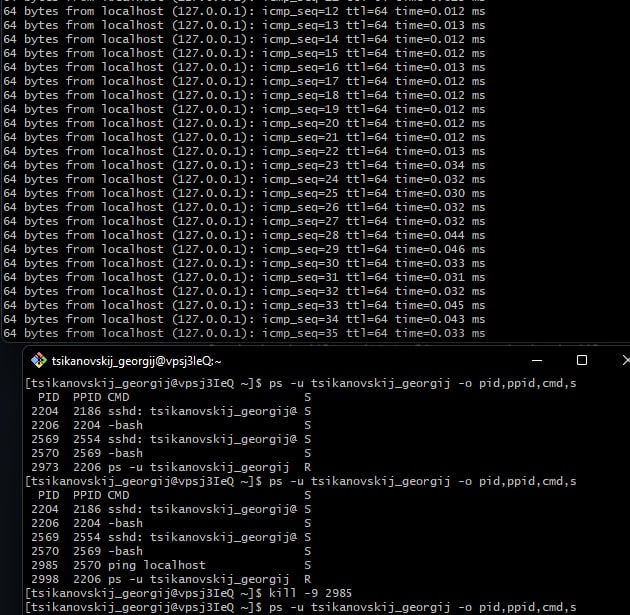 64 bytes from localhost (127.0.0.1): icmp_seq=12 ttl=64 time=0.012 ms
64 bytes from localhost (127.0.0.1): icmp_seq=13 ttl=64 time=0.013 ms
64 bytes from localhost (127.0.0.1): icmp_seq=14 ttl=64 time=0.012 ms
64 bytes from localhost (127.0.0.1): icmp_seq=15 ttl=64 time=0.012 ms
64 bytes from localhost (127.0.0.1): icmp_seq=16 ttl=64 time=0.013 ms
64 bytes from localhost (127.0.0.1): icmp_seq=17 ttl=64 time=0.012 ms
64 bytes from localhost (127.0.0.1): icmp_seq=18 ttl=64 time=0.012 ms
64 bytes from localhost (127.0.0.1): icmp_seq=19 ttl=64 time=0.012 ms
64 bytes from localhost (127.0.0.1): icmp_seq=20 ttl=64 time=0.012 ms
64 bytes from localhost (127.0.0.1): icmp_seq=21 ttl=64 time=0.012 ms
64 bytes from localhost (127.0.0.1): icmp_seq=22 ttl=64 time=0.013 ms
64 bytes from localhost (127.0.0.1): icmp_seq=23 ttl=64 time=0.034 ms
64 bytes from localhost (127.0.0.1): icmp_seq=24 ttl=64 time=0.032 ms
64 bytes from localhost (127.0.0.1): icmp_seq=25 ttl=64 time=0.030 ms
64 bytes from localhost (127.0.0.1): icmp_seq=26 ttl=64 time=0.032 ms
64 bytes from localhost (127.0.0.1): icmp_seq=27 ttl=64 time=0.032 ms
64 bytes from localhost (127.0.0.1): icmp_seq=28 ttl=64 time=0.044 ms
64 bytes from localhost (127.0.0.1): icmp_seq=29 ttl=64 time=0.046 ms
64 bytes from localhost (127.0.0.1): icmp_seq=30 ttl=64 time=0.033 ms
64 bytes from localhost (127.0.0.1): icmp_seq=31 ttl=64 time=0.031 ms
64 bytes from localhost (127.0.0.1): icmp_seq=32 ttl=64 time=0.032 ms
64 bytes from localhost (127.0.0.1): icmp_seq=33 ttl=64 time=0.045 ms
64 bytes from localhost (127.0.0.1): icmp_seq=34 ttl=64 time=0.043 ms
64 bytes from localhost (127.0.0.1): icmp_seq=35 ttl=64 time=0.033 ms
tsikanovskij_georgij@vpsj3IeQ:~
[tsikanovskij_georgij@vpsj3IeQ ~]$ ps -u tsikanovskij_georgij -o pid,ppid,cmd,s
PID PPID CMD S
2204 2186 sshd: tsikanovskij_georgij@ S
2206 2204 -bash S
2569 2554 sshd: tsikanovskij_georgij@ S
2570 2569 -bash S
2973 2206 ps -u tsikanovskij_georgij R
[tsikanovskij_georgij@vpsj3IeQ ~]$ ps -u tsikanovskij_georgij -o pid,ppid,cmd,s
PID PPID CMD S
2204 2186 sshd: tsikanovskij_georgij@ S
2206 2204 -bash S
2569 2554 sshd: tsikanovskij_georgij@ S
2570 2569 -bash S
2985 2570 ping localhost S
2998 2206 ps -u tsikanovskij_georgij R
[tsikanovskij_georgij@vpsj3IeQ ~]$ kill -9 2985
[tsikanovskij_georgij@vpsj3IeQ ~]$ ps -u tsikanovskij_georgij -o pid,ppid,cmd,s